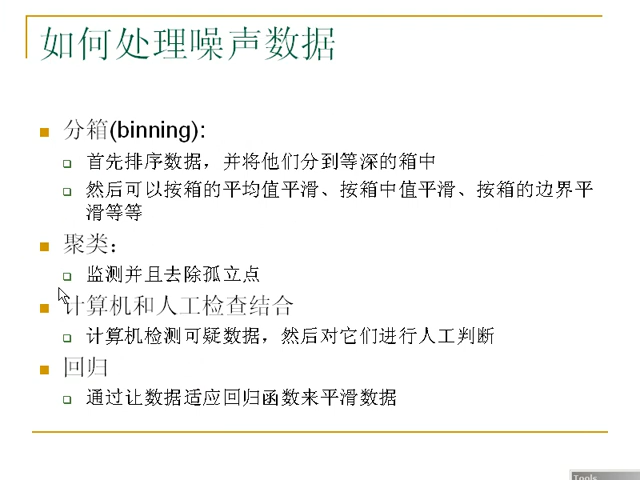 如何处理噪声数据
分箱(binning):
首先排序数据，并将他们分到等深的箱中
然后可以按箱的平均值平滑、按箱中值平滑、按箱的边界平
滑等等
聚类：
监测并且去除孤立点
计算机和人工检查结合
计算机检测可疑数据，然后对它们进行人工判断
回归
通过让数据适应回归函数来平滑数据
Tools